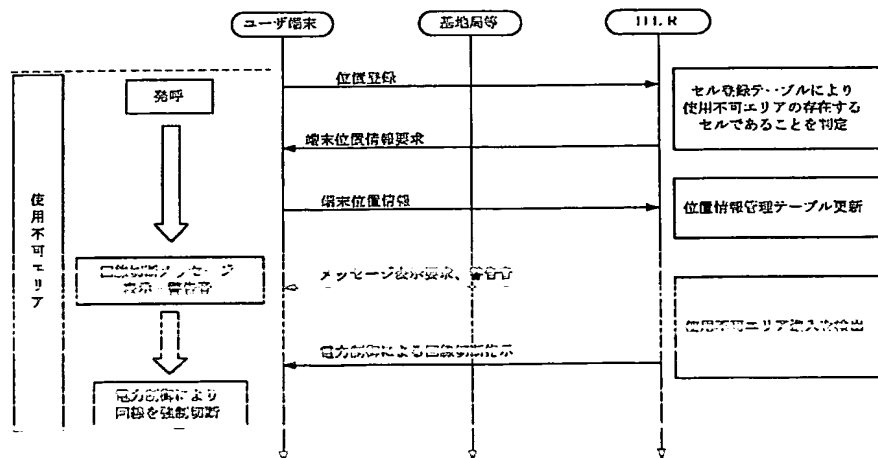 ユーザ端末
基地局等
HLR
位置登録
発呼
セル登録テーブルにより
使用不可エリアの存在する
セルであることを判定
端末位置情報要求
使用不可エリア
端末位置情報
位置情報管理テーブル更新
回線切断メッセージ
表示・警告音
メッセージ表示要求、警告音
使用不可エリア進入を検出
電力制御による回線切断指示
電力制御により
回線を強制切断